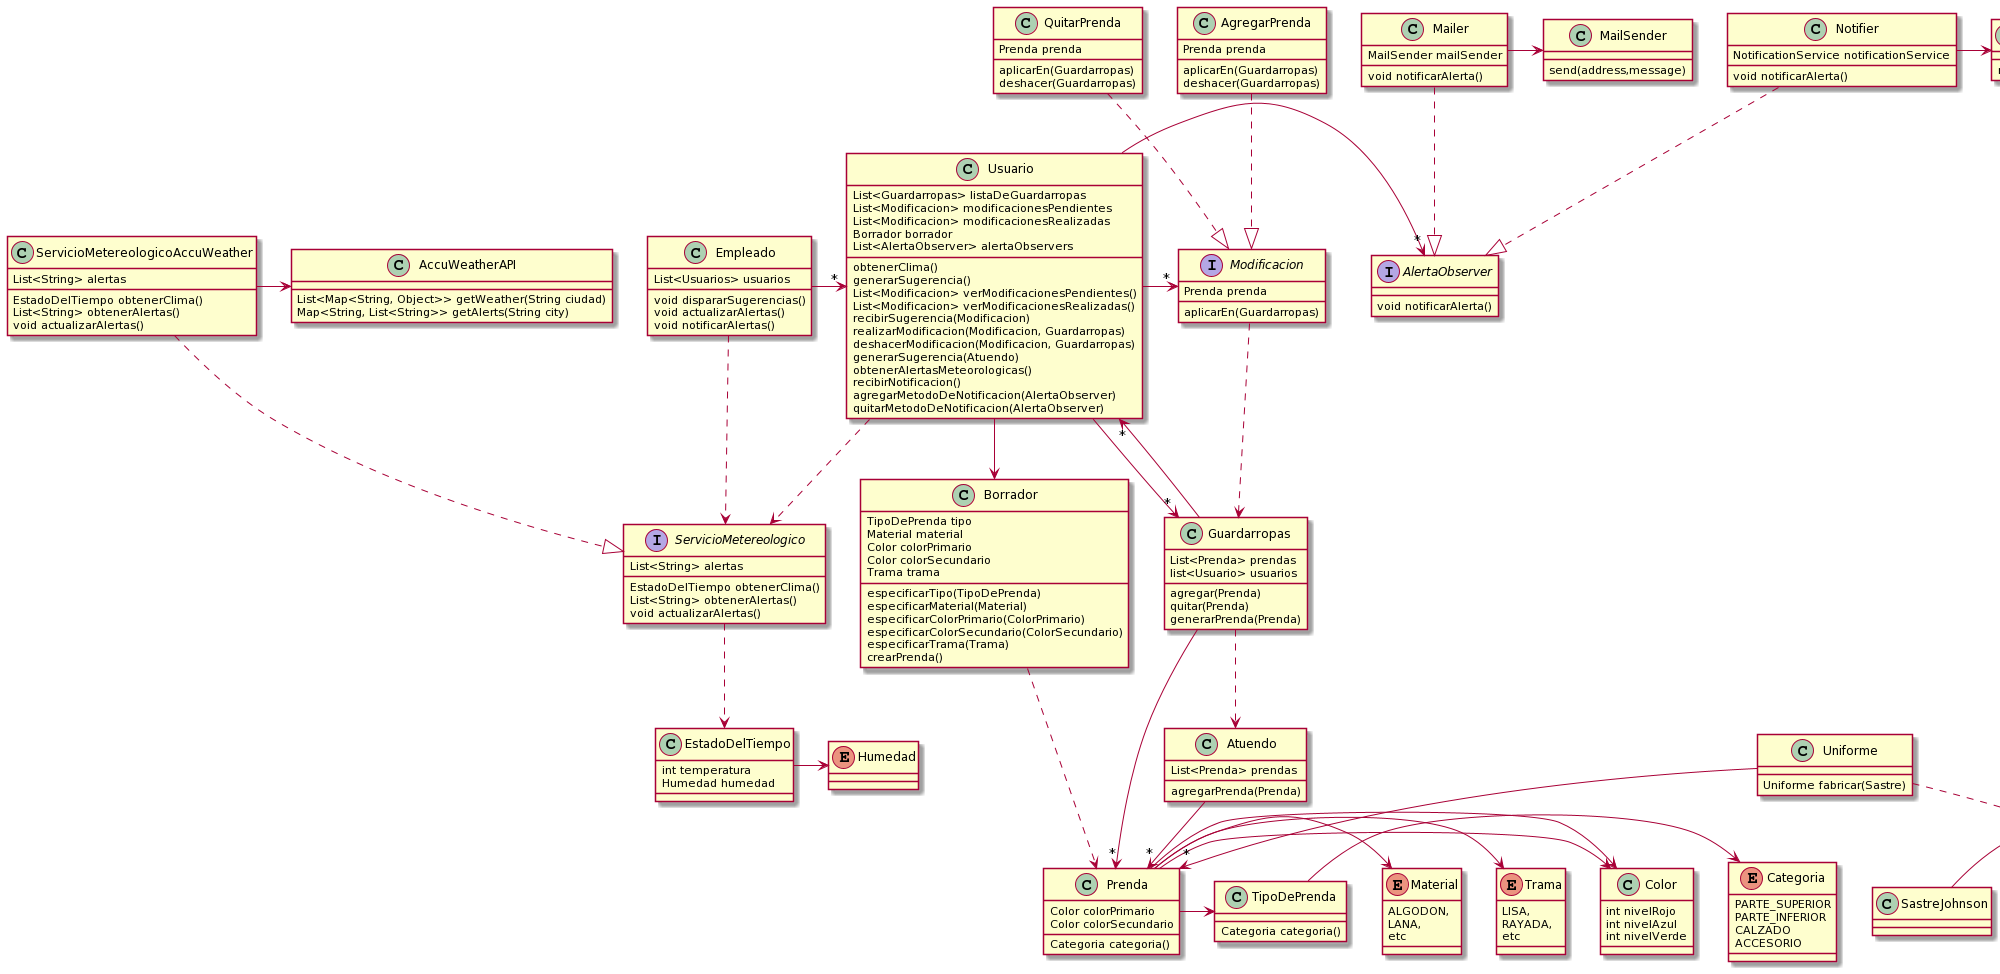 C QuitarPrenda
Prenda prenda
aplicarEn(Guardarropas)
deshacer(Guardarropas)
C AgregarPrenda
Prenda prenda
aplicarEn(Guardarropas)
deshacer(Guardarropas)
C Mailer
MailSender mailSender
void notificarAlerta()
C MailSender
send(address,message)
C Notifier
NotificationService notificationService
void notificarAlerta()
C ServicioMetereologicoAccuWeather
List<String> alertas
EstadoDelTiempo obtenerClima()
List<String> obtenerAlertas()
void actualizarAlertas()
C AccuWeatherAPI
List<Map<String, Object>> getWeather(String ciudad)
Map<String, List<String>> getAlerts(String city)
C Empleado
List<Usuarios> usuarios
void dispararSugerencias()
void actualizarAlertas()
void notificarAlertas()
*
C Usuario
List<Guardarropas> listaDeGuardarropas
List<Modificacion> modificacionesPendientes
List<Modificacion> modificacionesRealizadas
Borrador borrador
List<AlertaObserver> alertaObservers
obtenerClima()
generarSugerencia()
List<Modificacion> verModificacionesPendientes()
List<Modificacion> verModificacionesRealizadas()
recibirSugerencia(Modificacion)
realizarModificacion(Modificacion, Guardarropas)
deshacerModificacion(Modificacion, Guardarropas)
generarSugerencia(Atuendo)
obtenerAlertasMeteorologicas()
recibirNotificacion()
agregarMetodoDeNotificacion(AlertaObserver)
quitarMetodoDeNotificacion(AlertaObserver)
*
I Modificacion
Prenda prenda
aplicarEn(Guardarropas)
*
I AlertaObserver
void notificarAlerta()
*
*
I ServicioMetereologico
List<String> alertas
EstadoDelTiempo obtenerClima()
List<String> obtenerAlertas()
void actualizarAlertas()
C Borrador
TipoDePrenda tipo
Material material
Color colorPrimario
Color colorSecundario
Trama trama
especificarTipo(TipoDePrenda)
especificarMaterial(Material)
especificarColorPrimario(ColorPrimario)
especificarColorSecundario(ColorSecundario)
especificarTrama(Trama)
crearPrenda()
C Guardarropas
List<Prenda> prendas
list<Usuario> usuarios
agregar(Prenda)
quitar(Prenda)
generarPrenda(Prenda)
C EstadoDelTiempo
int temperatura
Humedad humedad
E Humedad
C Atuendo
List<Prenda> prendas
agregarPrenda(Prenda)
C Uniforme
Uniforme fabricar(Sastre)
*
*
*
C Prenda
Color colorPrimario
Color colorSecundario
Categoria categoria()
C TipoDePrenda
Categoria categoria()
E Material
ALGODON,
LANA,
etc
E Trama
LISA,
RAYADA,
etc
C Color
int nivelRojo
int nivelAzul
int nivelVerde
E Categoria
PARTE_SUPERIOR
PARTE_INFERIOR
CALZADO
ACCESORIO
C SastreJohnson